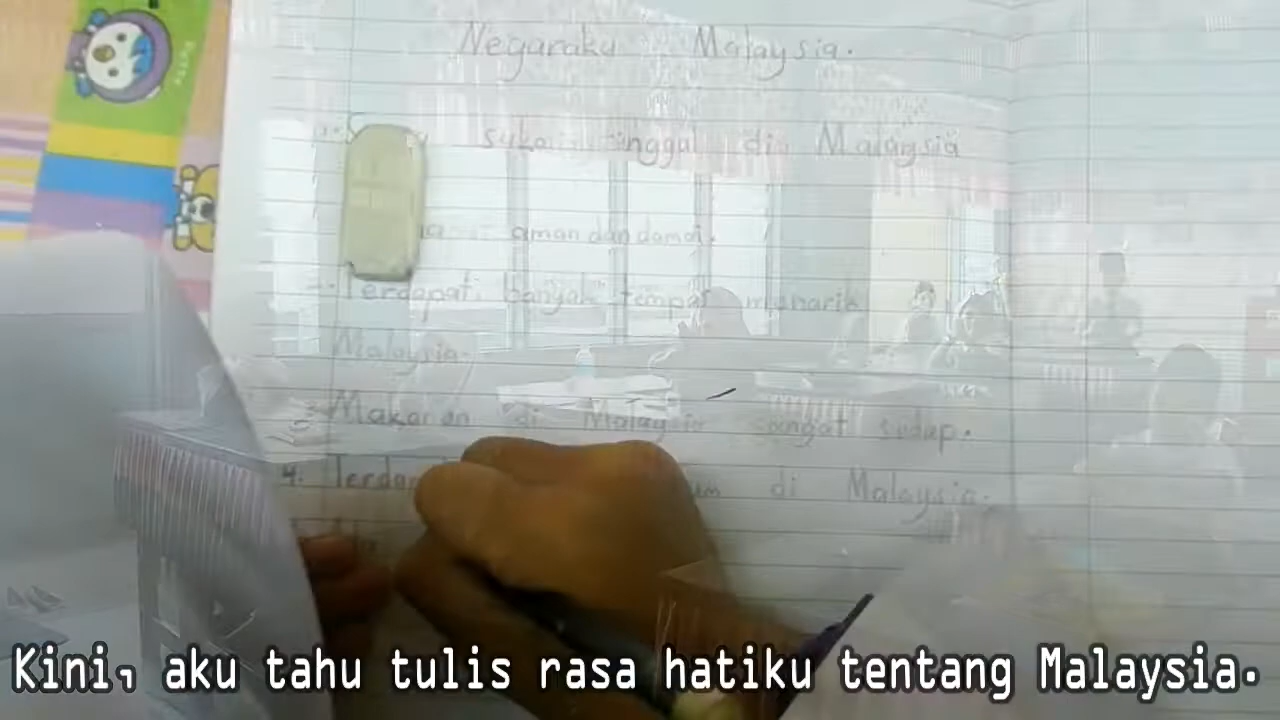 Negaraku Malaysia.
suka tinggal di Malaysia
aman dan damai.
Terdapat banyak tempat menarik
Malaysia.
Makanan di Malaysia sangat sedap.
4. di Malaysia.
Kini, aku tahu tulis rasa hatiku tentang Malaysia.